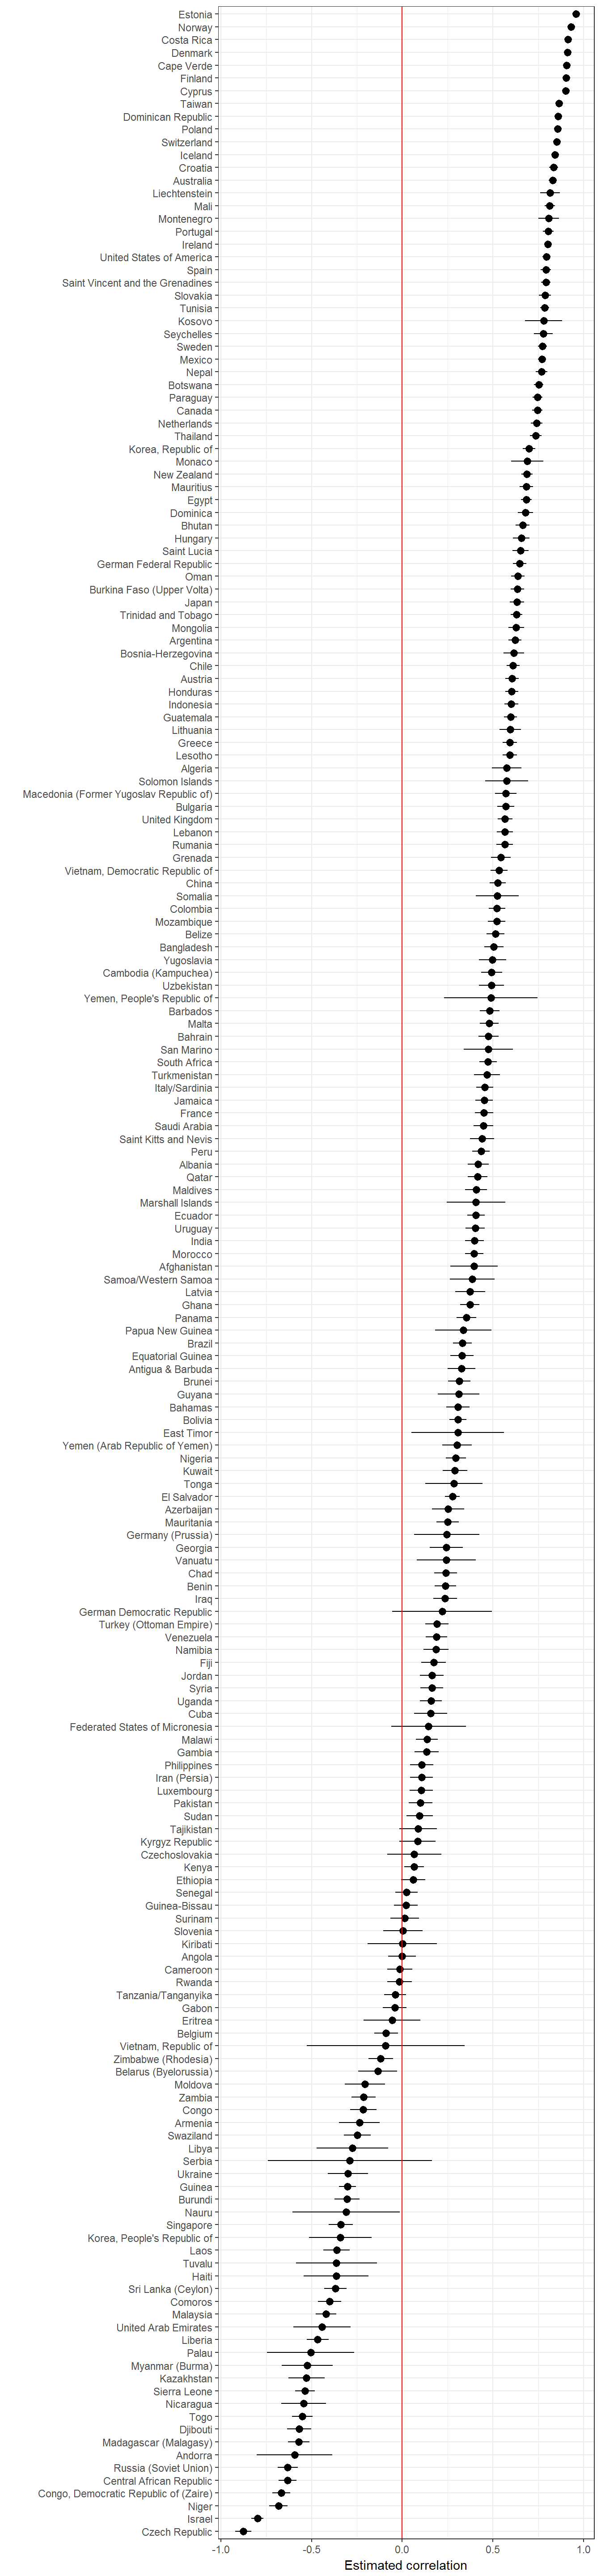 Estonia
Norway
Costa Rica
Denmark
Cape Verde
Finland
Cyprus
Taiwan
Dominican Republic
Poland
Switzerland
Iceland
Croatia
Australia
Liechtenstein
Mali
Montenegro
Portugal
Ireland
United States of America
Spain
Saint Vincent and the Grenadines
Slovakia
Tunisia
Kosovo
Seychelles
Sweden
Mexico
Nepal
Botswana
Paraguay
Canada
Netherlands
Thailand
Korea, Republic of
Monaco
New Zealand
Mauritius
Egypt
Dominica
Bhutan
Hungary
Saint Lucia
German Federal Republic
Oman
Burkina Faso (Upper Volta)
Japan
Trinidad and Tobago
Mongolia
Argentina
Bosnia-Herzegovina
Chile
Austria
Honduras
Indonesia
Guatemala
Lithuania
Greece
Lesotho
Algeria
Solomon Islands
Macedonia (Former Yugoslav Republic of)
Bulgaria
United Kingdom
Lebanon
Rumania
Grenada
Vietnam, Democratic Republic of
China
Somalia
Colombia
Mozambique
Belize
Bangladesh
Yugoslavia
Cambodia (Kampuchea)
Uzbekistan
Yemen, People's Republic of
Barbados
Malta
Bahrain
San Marino
South Africa
Turkmenistan
Italy/Sardinia
Jamaica
France
Saudi Arabia
Saint Kitts and Nevis
Peru
Albania
Qatar
Maldives
Marshall Islands
Ecuador
Uruguay
India
Morocco
Afghanistan
Samoa/Western Samoa
Latvia
Ghana
Panama
Papua New Guinea
Brazil
Equatorial Guinea
Antigua & Barbuda
Brunei
Guyana
Bahamas
Bolivia
East Timor
Yemen (Arab Republic of Yemen)
Nigeria
Kuwait
Tonga
El Salvador
Azerbaijan
Mauritania
Germany (Prussia)
Georgia
Vanuatu
Chad
Benin
Iraq
German Democratic Republic
Turkey (Ottoman Empire)
Venezuela
Namibia
Fiji
Jordan
Syria
Uganda
Cuba
Federated States of Micronesia
Malawi
Gambia
Philippines
Iran (Persia)
Luxembourg
Pakistan
Sudan
Tajikistan
Kyrgyz Republic
Czechoslovakia
Kenya
Ethiopia
Senegal
Guinea-Bissau
Surinam
Slovenia
Kiribati
Angola
Cameroon
Rwanda
Tanzania/Tanganyika
Gabon
Eritrea
Belgium
Vietnam, Republic of
Zimbabwe (Rhodesia)
Belarus (Byelorussia)
Moldova
Zambia
Congo
Armenia
Swaziland
Libya
Serbia
Ukraine
Guinea
Burundi
Nauru
Singapore
Korea, People's Republic of
Laos
Tuvalu
Haiti
Sri Lanka (Ceylon)
Comoros
Malaysia
United Arab Emirates
Liberia
Palau
Myanmar (Burma)
Kazakhstan
Sierra Leone
Nicaragua
Togo
Djibouti
Madagascar (Malagasy)
Andorra
Russia (Soviet Union)
Central African Republic
Congo, Democratic Republic of (Zaire)
Niger
Israel
Czech Republic
-1.0 -0.5 0.0 0.5 1.0
Estimated correlation